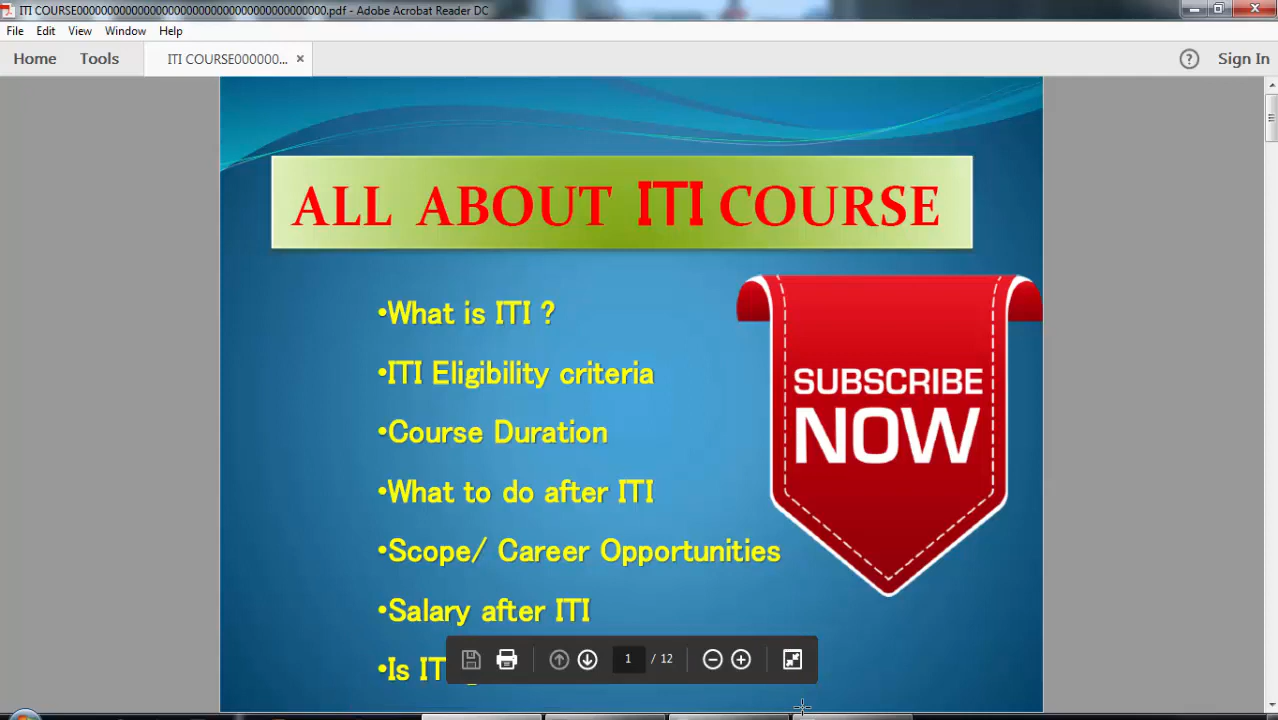 ITI COURSE0000000000000000000000000000000000000000.pdf - Adobe Acrobat Reader DC
File Edit View Window Help
Home Tools ITI COURSE000000... × ? Sign In
ALL ABOUT ITI COURSE
•What is ITI ?
•ITI Eligibility criteria
•Course Duration
•What to do after ITI
•Scope/ Career Opportunities
•Salary after ITI
•Is
SUBSCRIBE
NOW
1 / 12